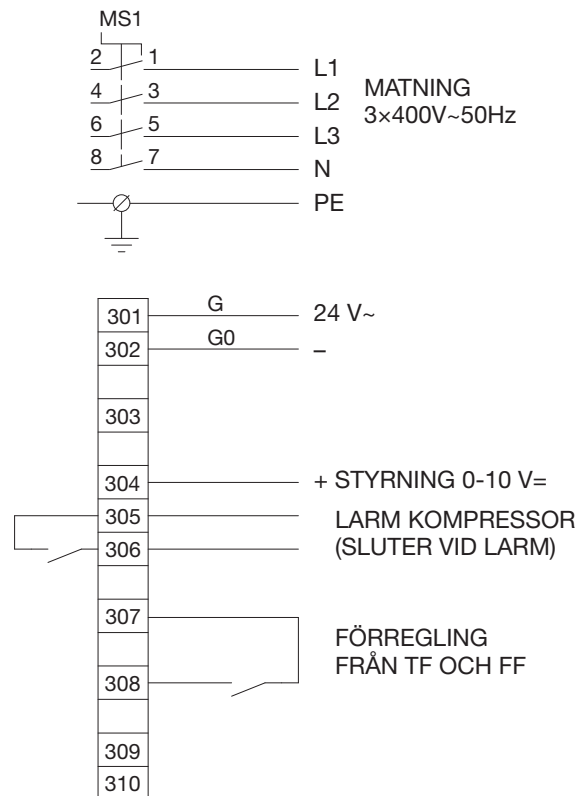 MS1
2 1 L1
4 3 L2
6 5 L3
8 7 N
PE
MATNING
3×400V~50Hz
301 G 24 V~
302 G0 –
303
304 + STYRNING 0-10 V=
305
306
LARM KOMPRESSOR
(SLUTER VID LARM)
307
308
FÖRREGLING
FRÅN TF OCH FF
309
310